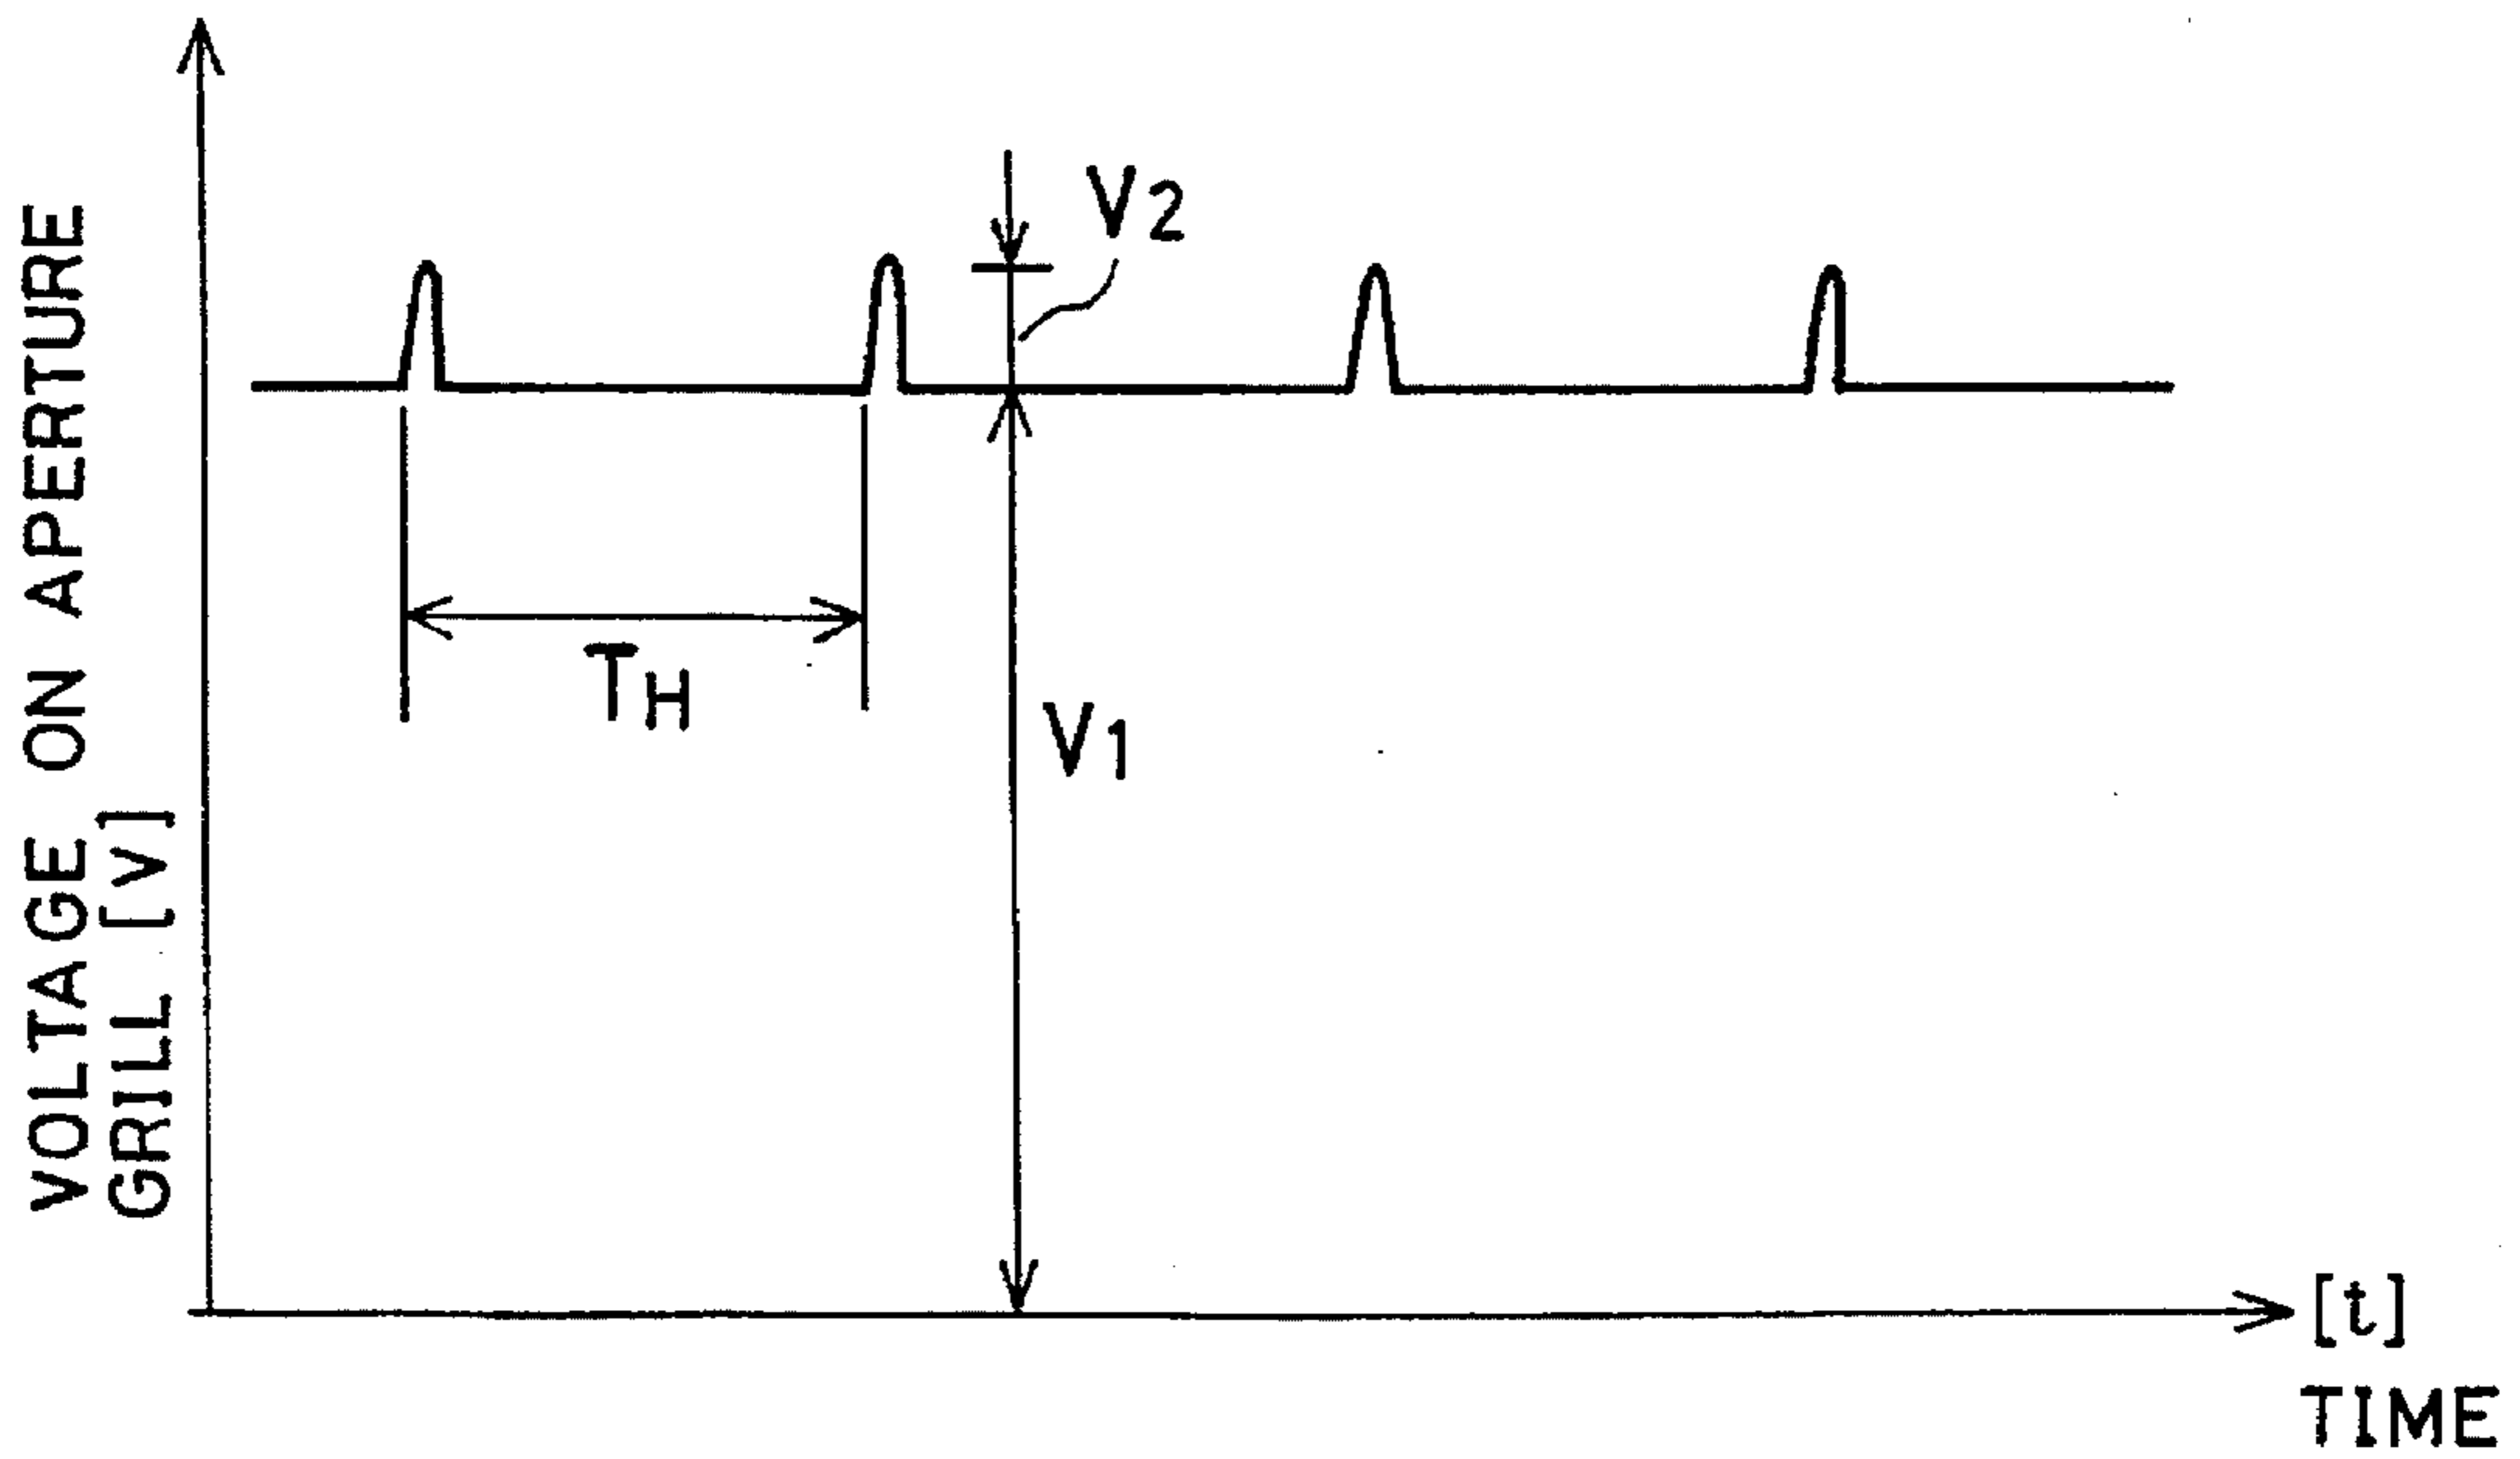 VOLTAGE ON APERTURE
GRILL [V]
V2
TH
V1
[t]
TIME